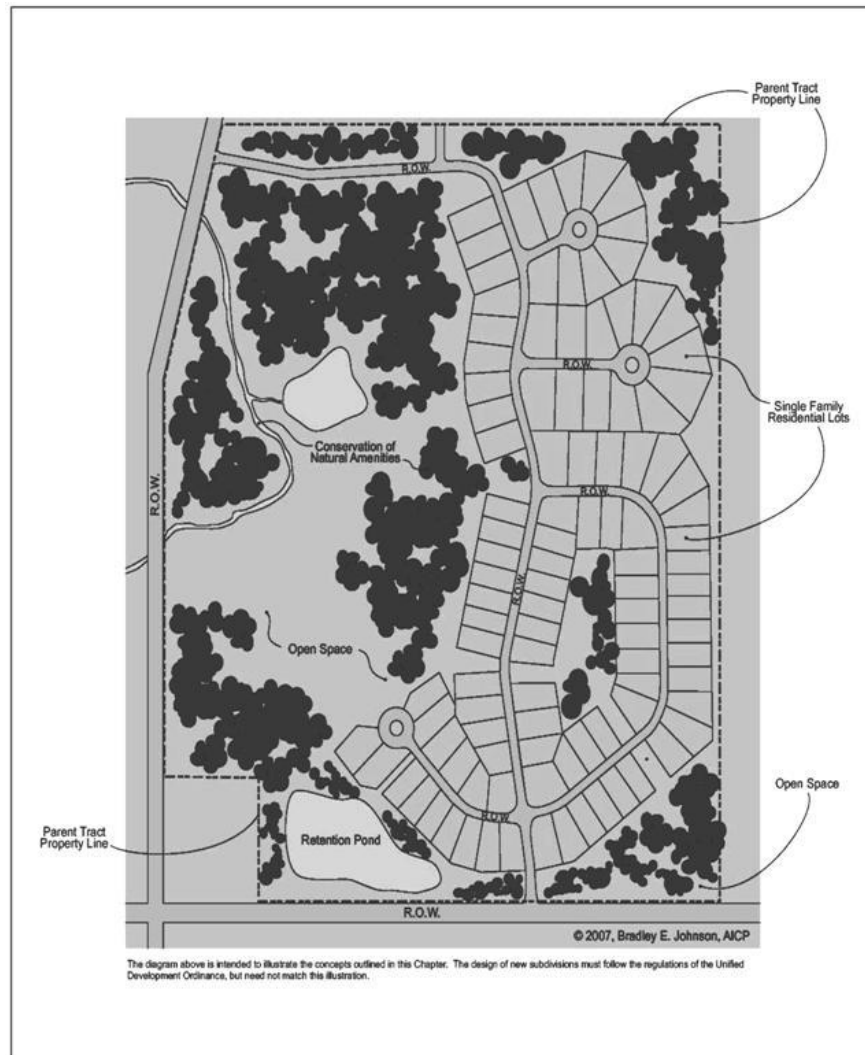 Parent Tract
Property Line
R.O.W.
R.O.W.
Single Family
Residential Lots
Conservation of
Natural Amenities
R.O.W.
R.O.W.
R.O.W.
Open Space
Open Space
Parent Tract
Property Line
Retention Pond
R.O.W.
R.O.W.
© 2007, Bradley E. Johnson, AICP
The diagram above is intended to illustrate the concepts outlined in this Chapter. The design of new subdivisions must follow the regulations of the Unified
Development Ordinance, but need not match this illustration.